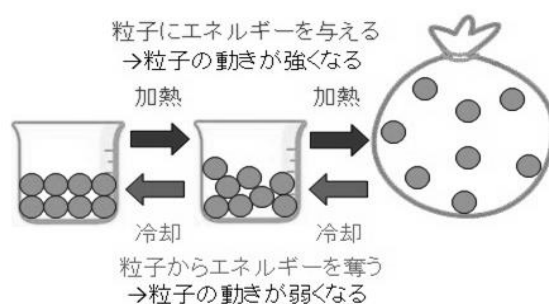 粒子にエネルギーを与える
→粒子の動きが強くなる
加熱
加熱
冷却
冷却
粒子からエネルギーを奪う
→粒子の動きが弱くなる